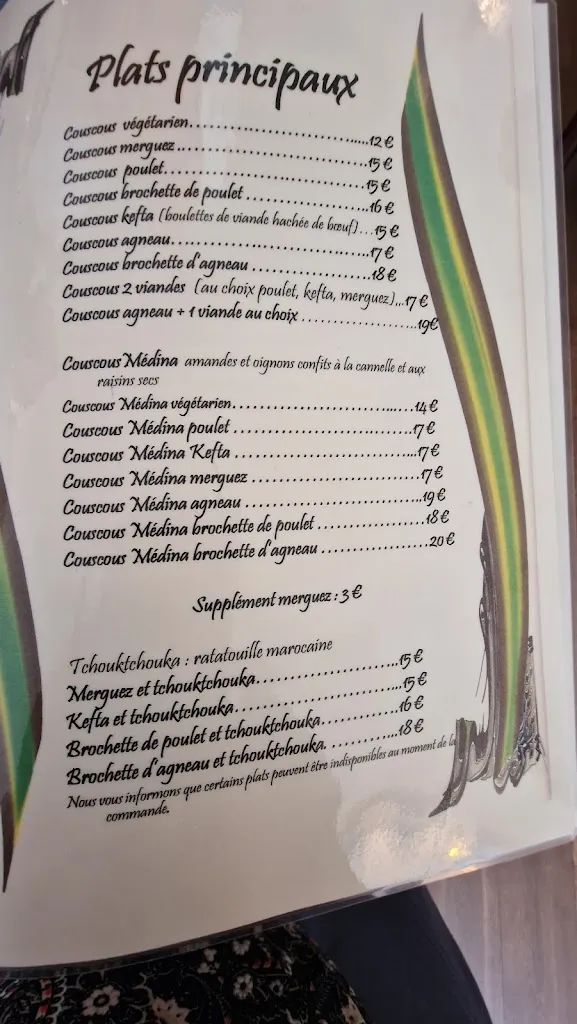 Plats principaux
Couscous végétarien.............................12 €
Couscous merguez.............................15 €
Couscous poulet.............................15 €
Couscous brochette de poulet ....................16 €
Couscous kefta (boulettes de viande hachée de bœuf)...15 €
Couscous agneau.............................17 €
Couscous brochette d'agneau ....................18 €
Couscous 2 viandes (au choix poulet, kefta, merguez)...17 €
Couscous agneau + 1 viande au choix ....................19€
Couscous Médina amandes et oignons confits à la cannelle et aux
raisins secs
Couscous Médina végétarien.............................14 €
Couscous Médina poulet .............................17 €
Couscous Médina Kefta .............................17 €
Couscous Médina merguez .............................17 €
Couscous Médina agneau .............................19 €
Couscous Médina brochette de poulet ....................18 €
Couscous Médina brochette d'agneau ....................20 €
Supplément merguez : 3 €
Tchouktchouka : ratatouille marocaine
Merguez et tchouktchouka....................15 €
Kefta et tchouktchouka.........................15 €
Brochette de poulet et tchouktchouka.............16 €
Brochette d'agneau et tchouktchouka. ............18 €
Nous vous informons que certains plats peuvent être indisponibles au moment de la
commande.